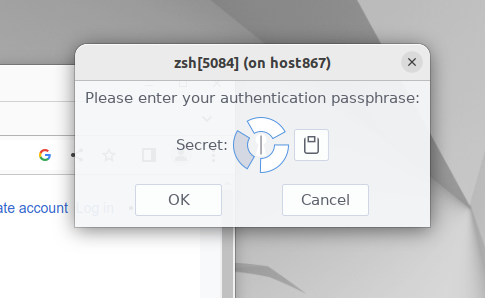 zsh[5084] (on host867)
Please enter your authentication passphrase:
Secret:
OK Cancel
ate account Log in